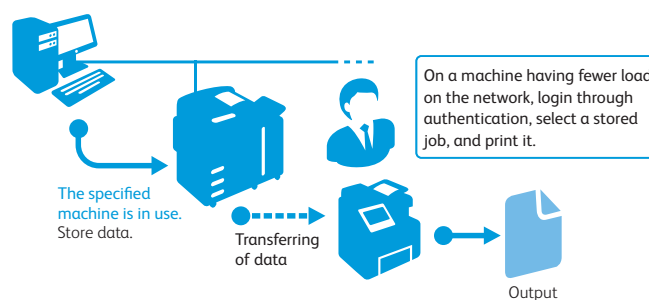 On a machine having fewer load
on the network, login through
authentication, select a stored
job, and print it.
The specified
machine is in use.
Store data.
Transferring
of data
Output